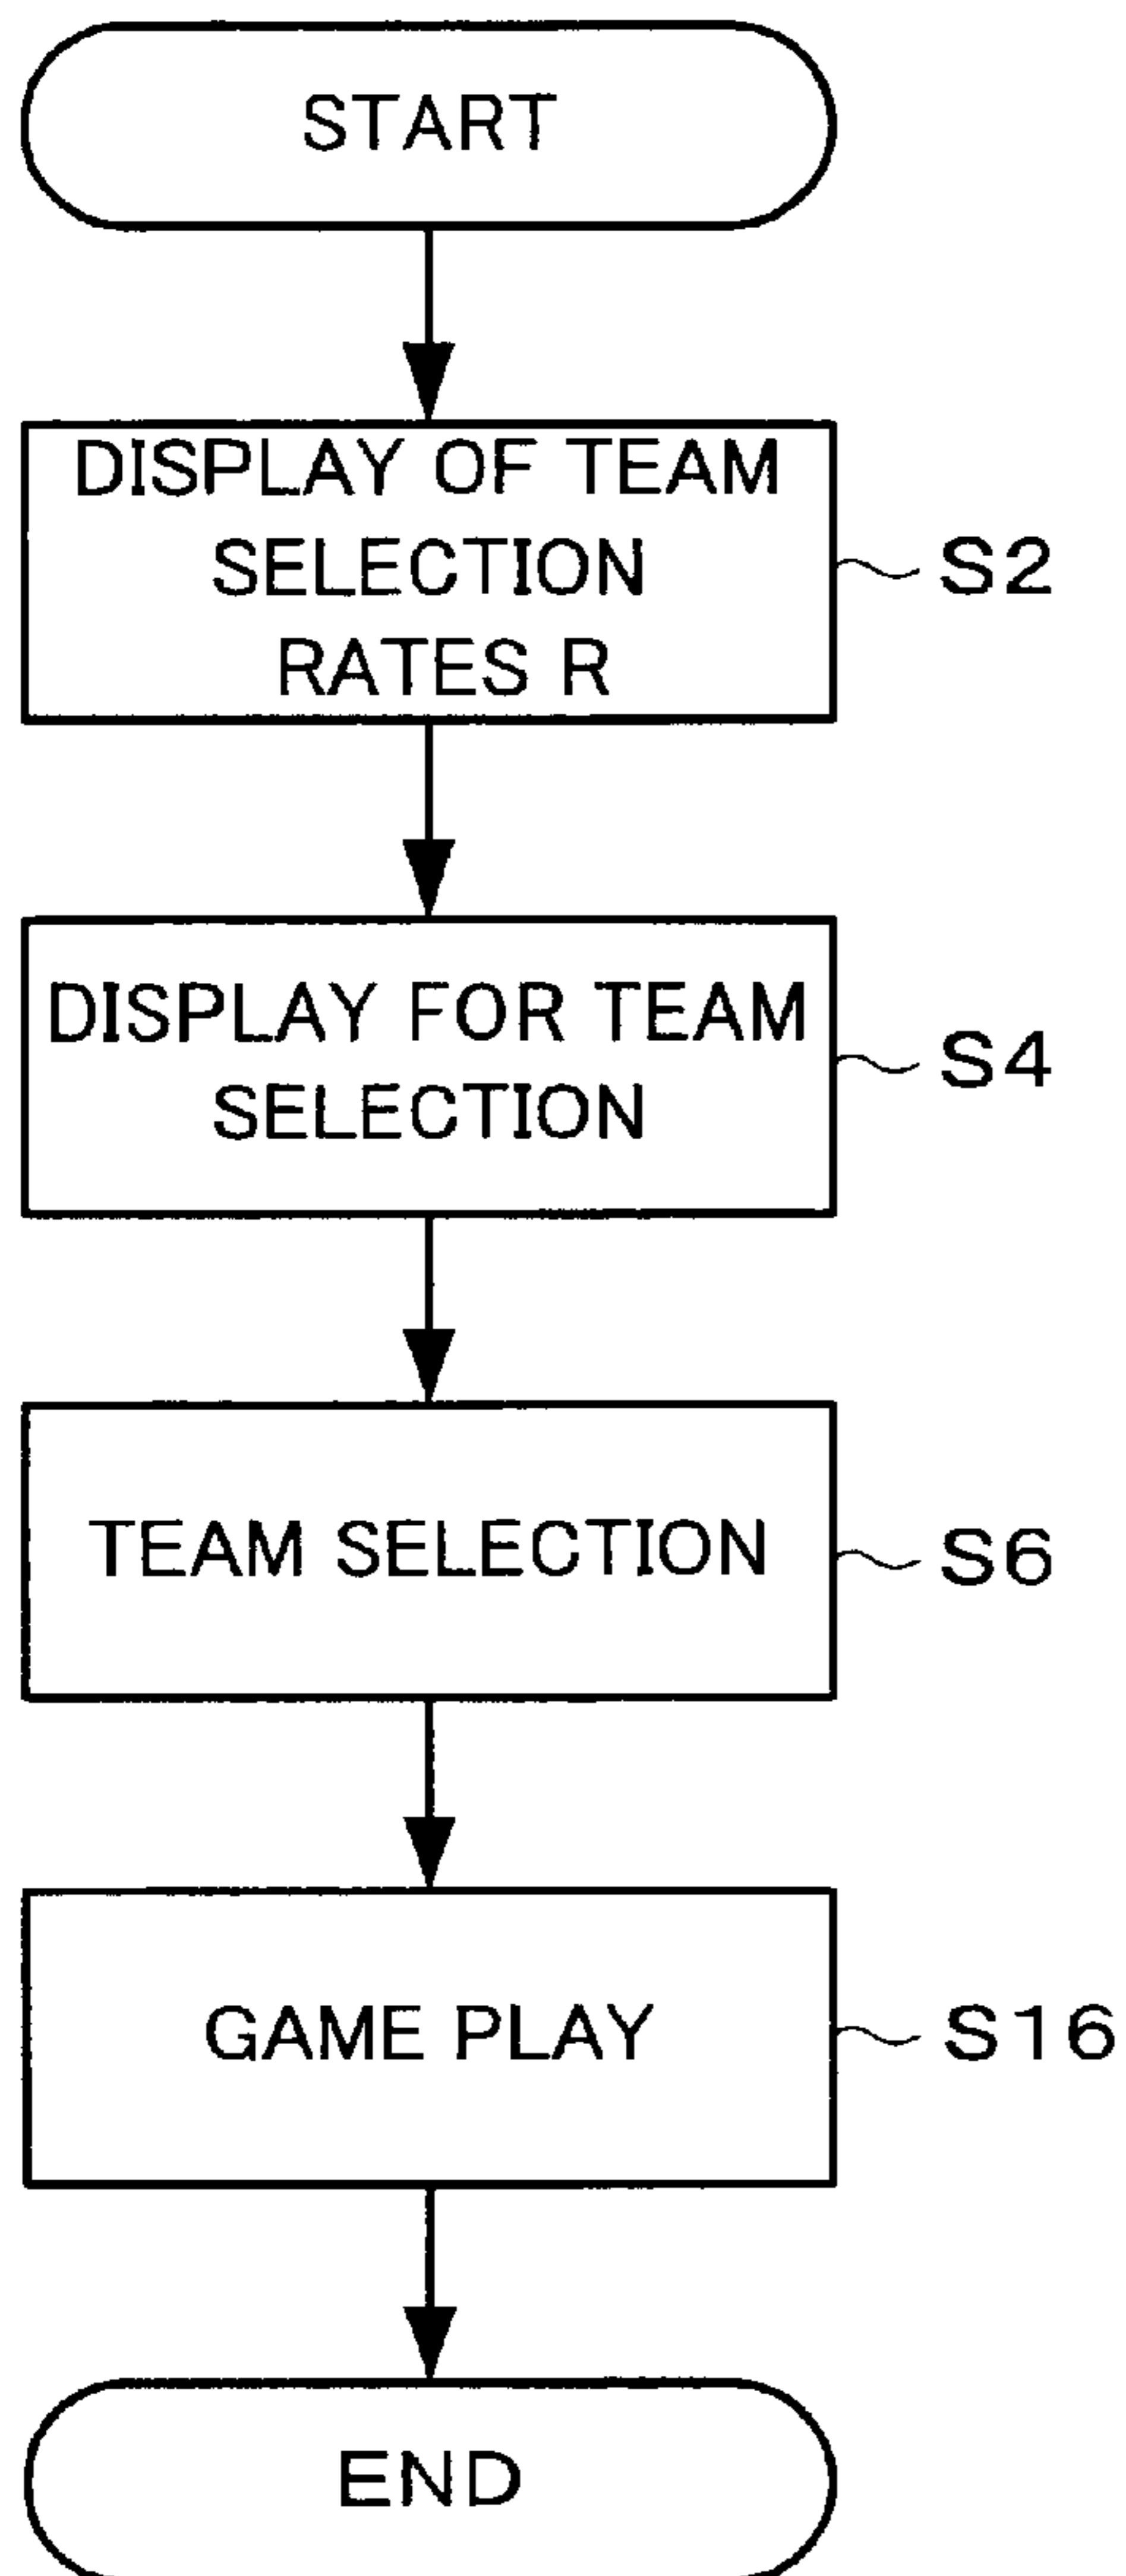 START
DISPLAY OF TEAM
SELECTION
RATES R
S2
DISPLAY FOR TEAM
SELECTION
S4
TEAM SELECTION
S6
GAME PLAY
S16
END